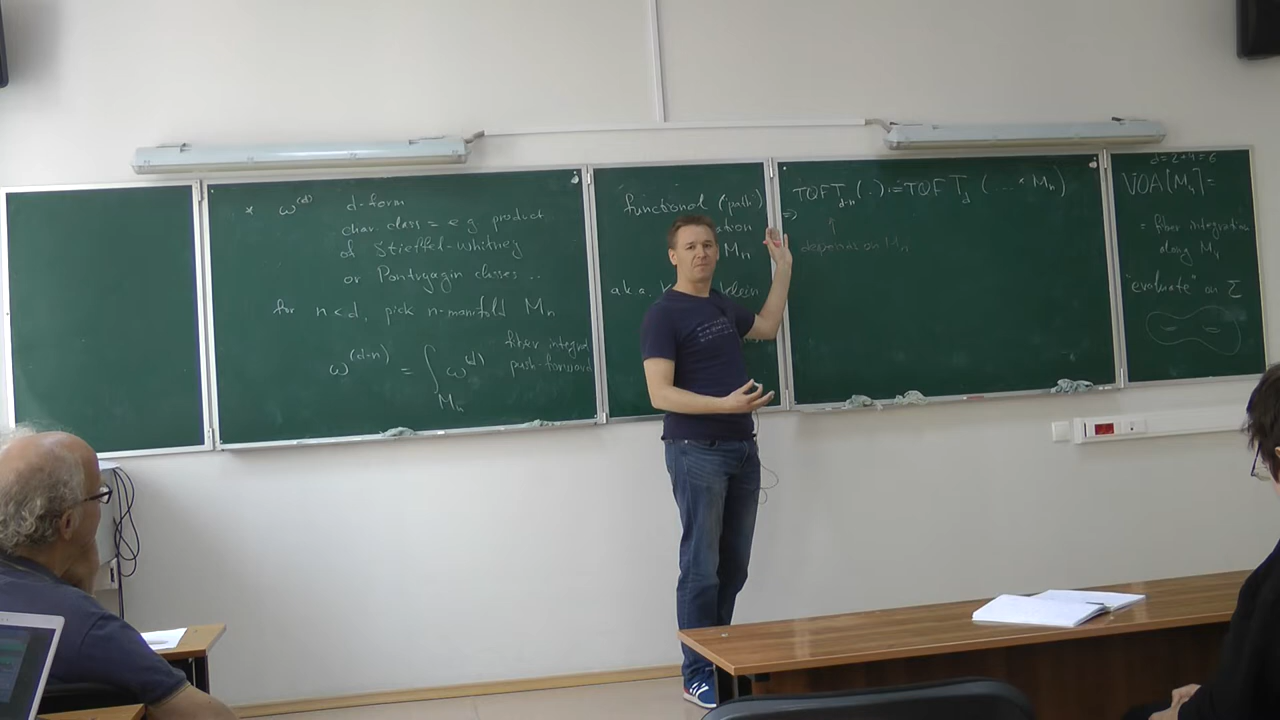 * ω^(d) d-form
char. class = e.g. product
of Stieffel-Whitney
or Pontryagin classes ..
for n<d, pick n-manifold M_n
ω^(d-n) = ∫_{M_n} ω^(d)
fiber integral
push-forward
functional (path)
M_n
a.k.a.
⇒ TQFT_{d-n}(.) := TQFT_d(... × M_n)
↑
depends on M_n
d=2+4=6
VOA[M_4]=
= fiber integration
along M_4
"evaluate" on Σ